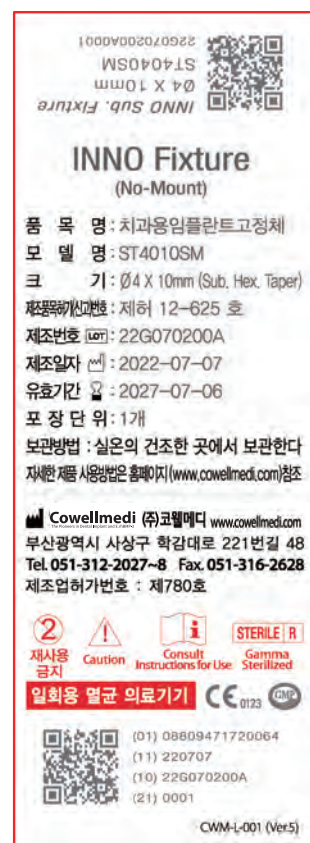 22G070200A0001
ST4010SM
Ø4 X 10mm
INNO Sub. Fixture
INNO Fixture
(No-Mount)
품 목 명 : 치과용임플란트고정체
모 델 명 : ST4010SM
크 기 : Ø4 X 10mm (Sub. Hex. Taper)
제조품목허가(신고)번호 : 제허 12-625 호
제조번호 LOT : 22G070200A
제조일자 : 2022-07-07
유효기간 : 2027-07-06
포 장 단 위 : 1개
보관방법 : 실온의 건조한 곳에서 보관한다
자세한 제품 사용방법은 홈페이지(www.cowellmedi.com)참조
Cowellmedi (주)코웰메디 www.cowellmedi.com
부산광역시 사상구 학감대로 221번길 48
Tel. 051-312-2027~8 Fax. 051-316-2628
제조업허가번호 : 제780호
2 재사용 금지
Caution
Consult Instructions for Use
STERILE R
Gamma Sterilized
일회용 멸균 의료기기 CE 0123 GMP
(01) 08809471720064
(11) 220707
(10) 22G070200A
(21) 0001
CWM-L-001 (Ver.5)